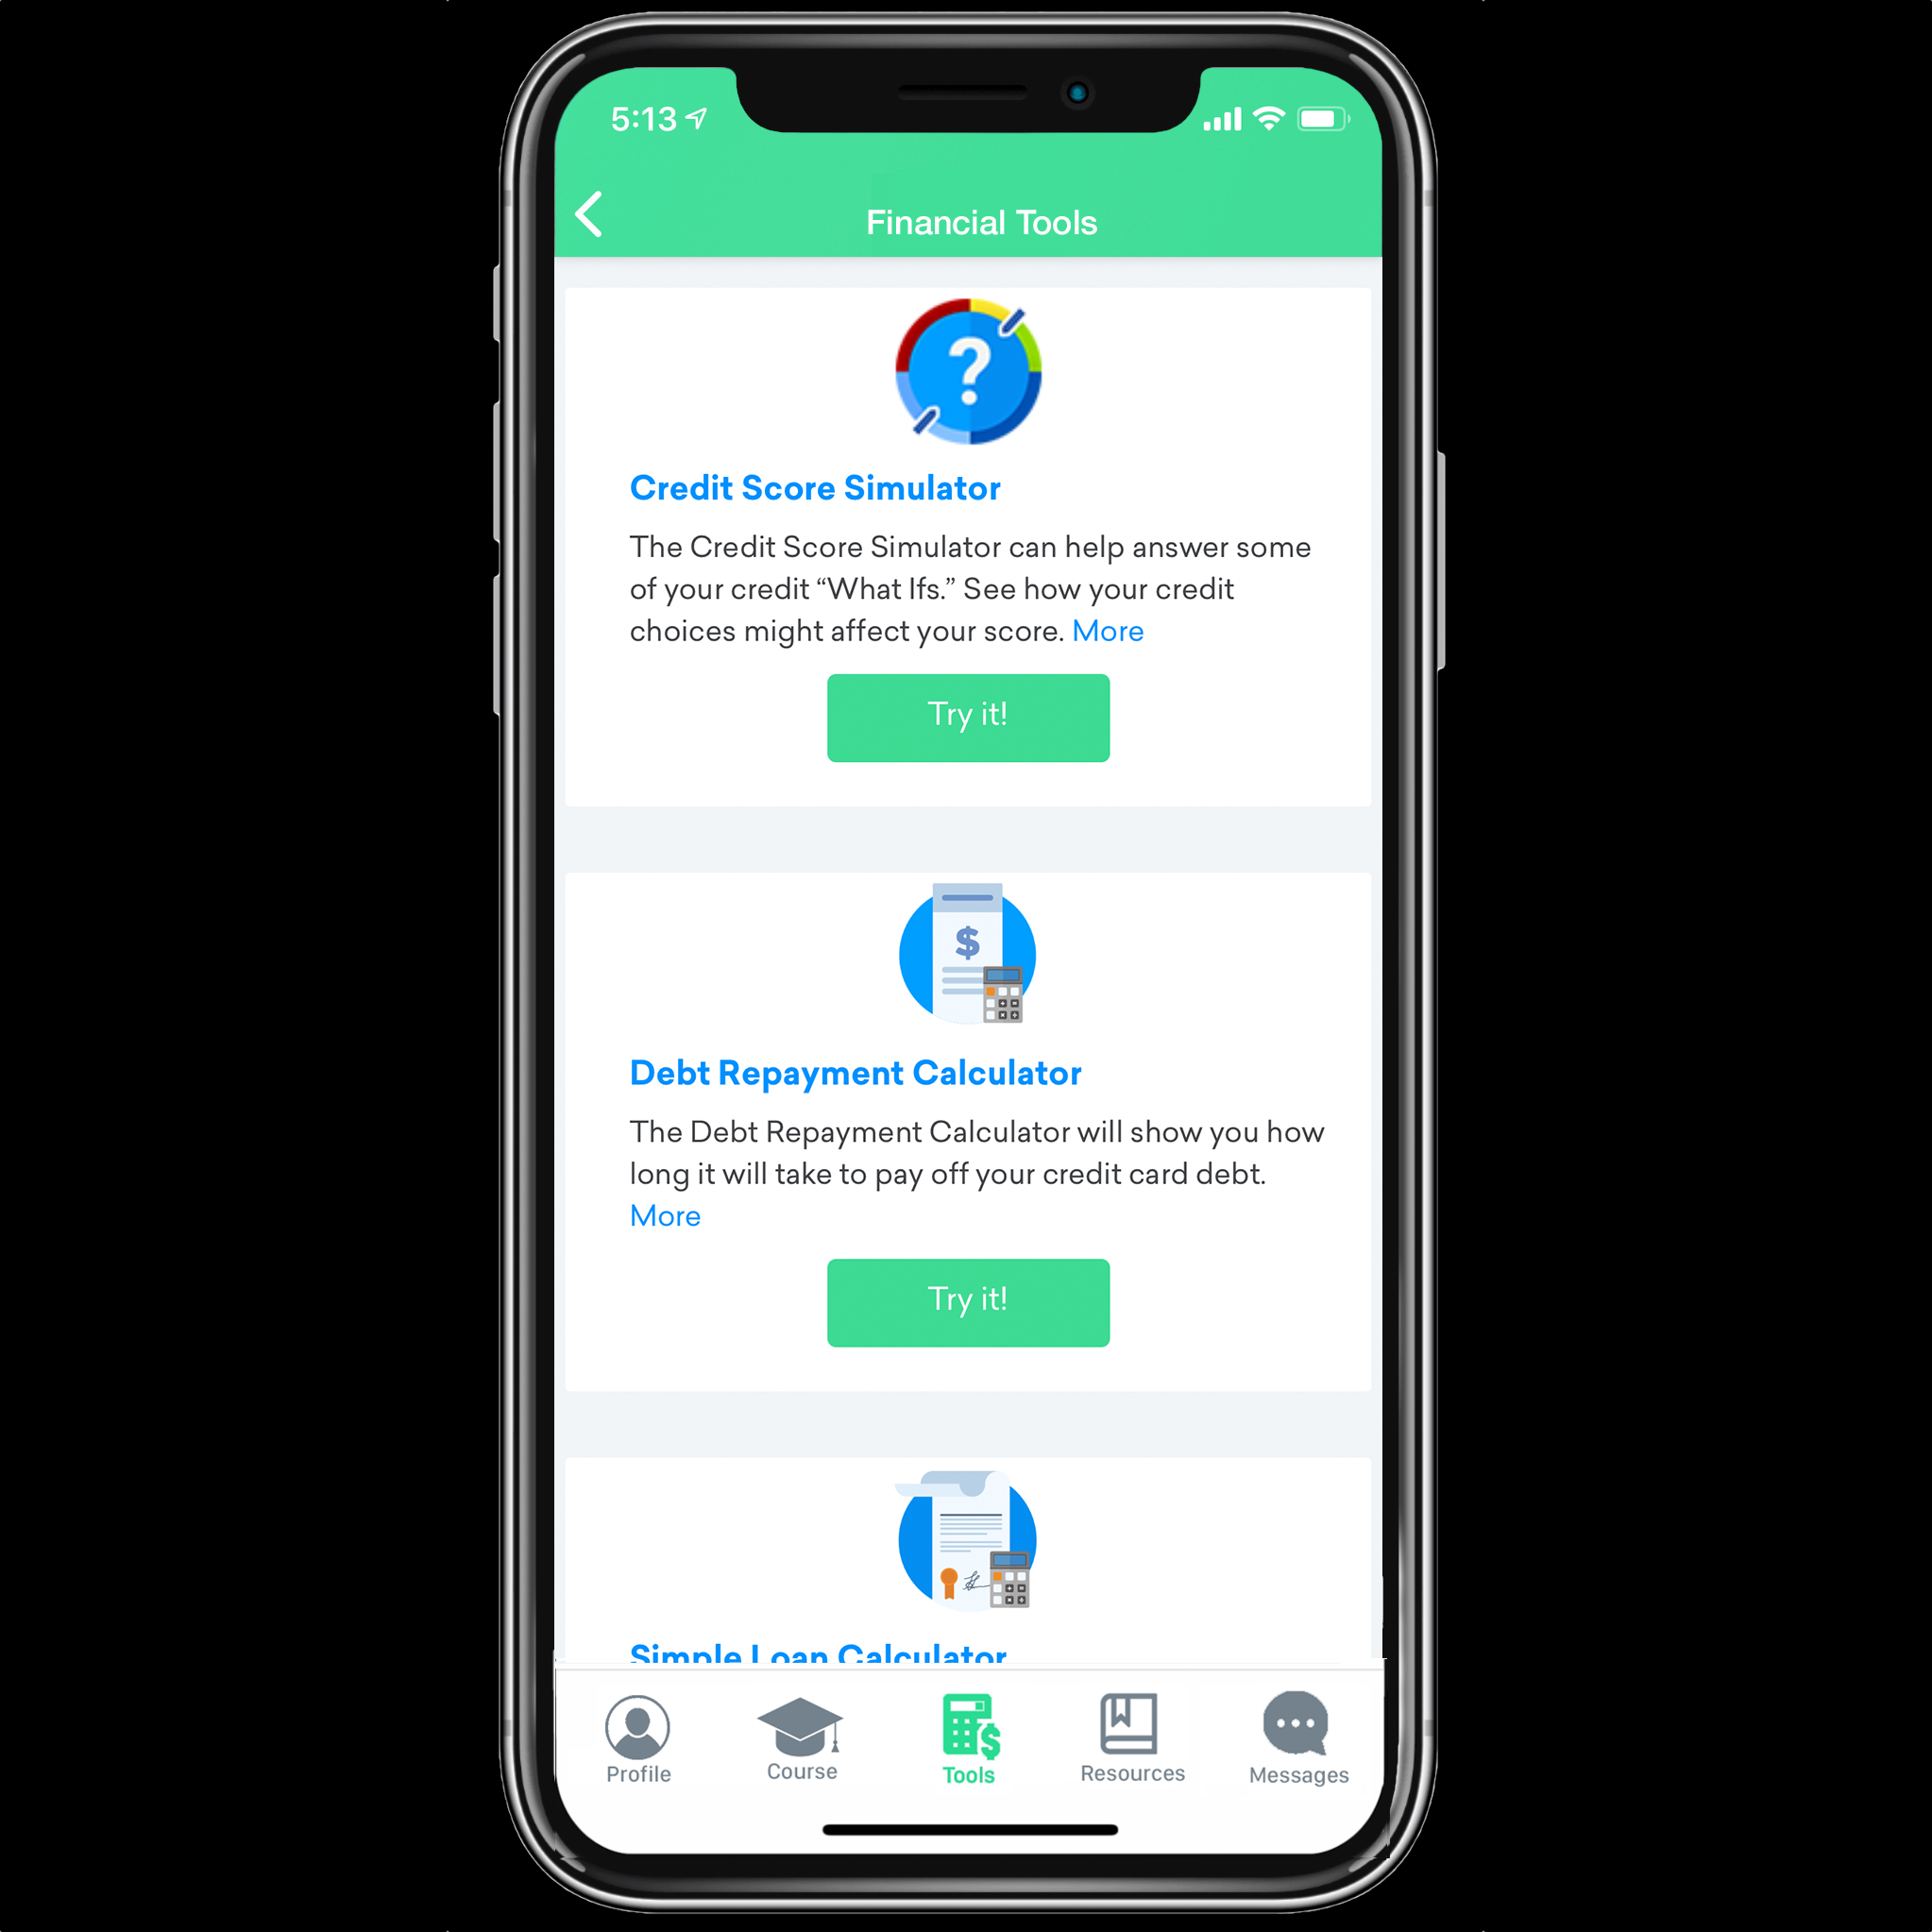 5:13
Financial Tools
?
Credit Score Simulator
The Credit Score Simulator can help answer some
of your credit “What Ifs.” See how your credit
choices might affect your score. More
Try it!
$
Debt Repayment Calculator
The Debt Repayment Calculator will show you how
long it will take to pay off your credit card debt.
More
Try it!
Simple Loan Calculator
Profile
Course
Tools
Resources
Messages